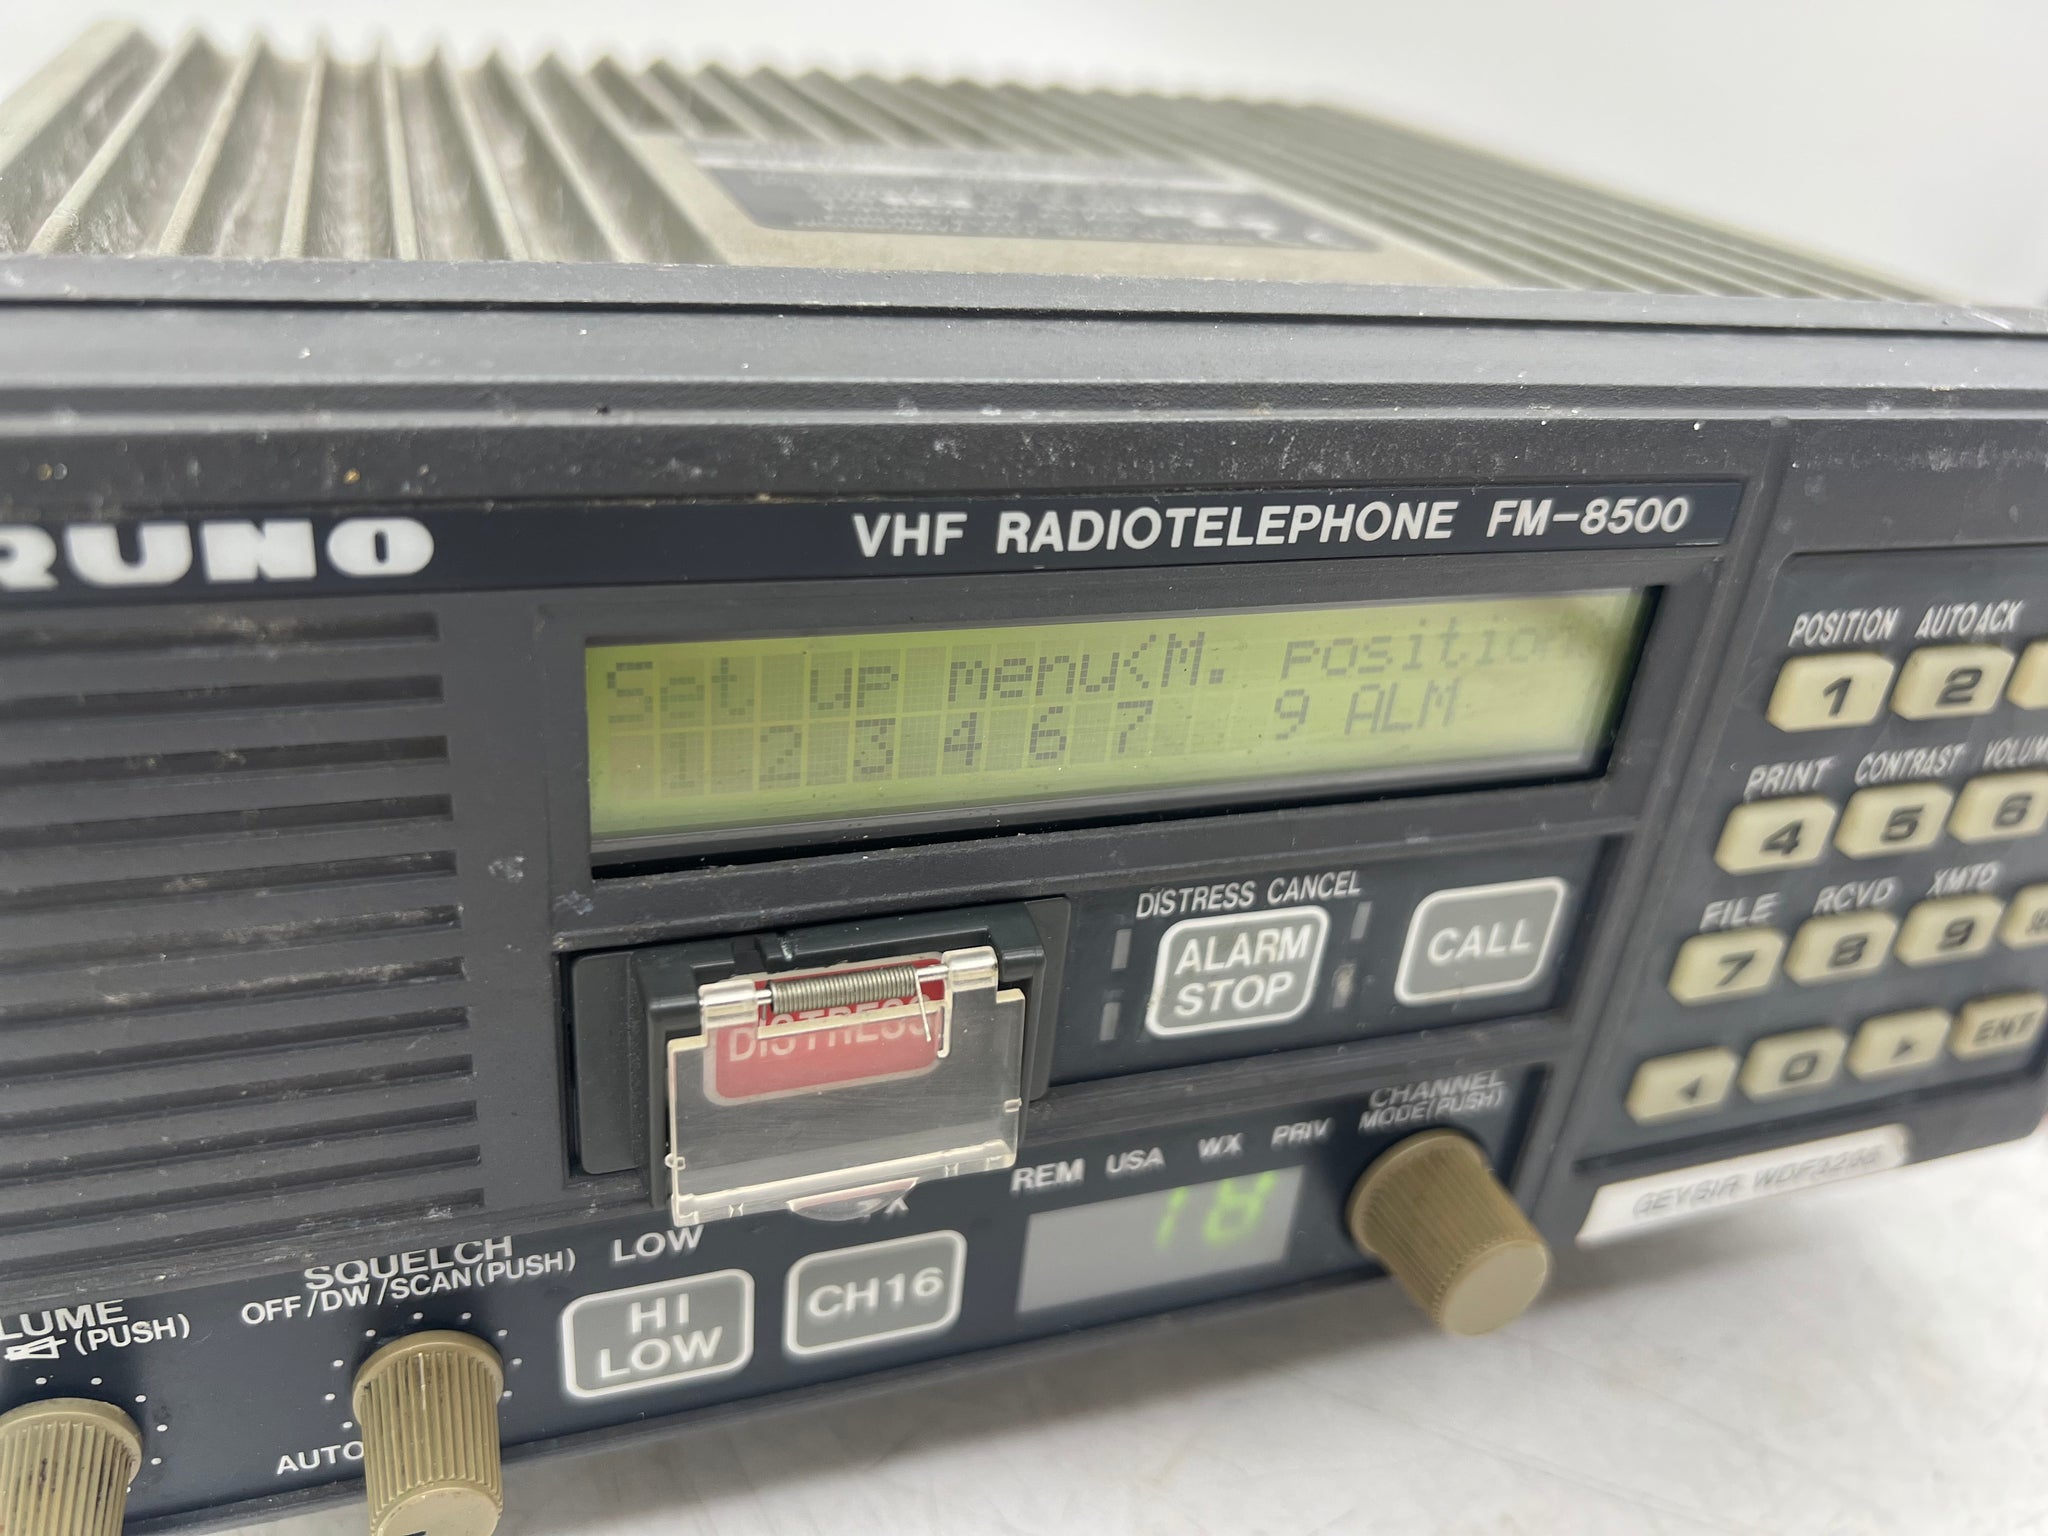 RUNO
VHF RADIOTELEPHONE FM-8500
Set up menu<M. position
1 2 3 4 6 7 9 ALM
POSITION AUTO ACK
1 2
PRINT CONTRAST VOLUM
4 5 6
FILE RCVD XMTD
7 8 9
◄ 0 ► ENT
DISTRESS
DISTRESS CANCEL
ALARM STOP
CALL
CHANNEL
MODE(PUSH)
REM USA WX PRIV
18
LOW
HI
LOW
CH16
SQUELCH
OFF/DW/SCAN(PUSH)
AUTO
LUME
(PUSH)